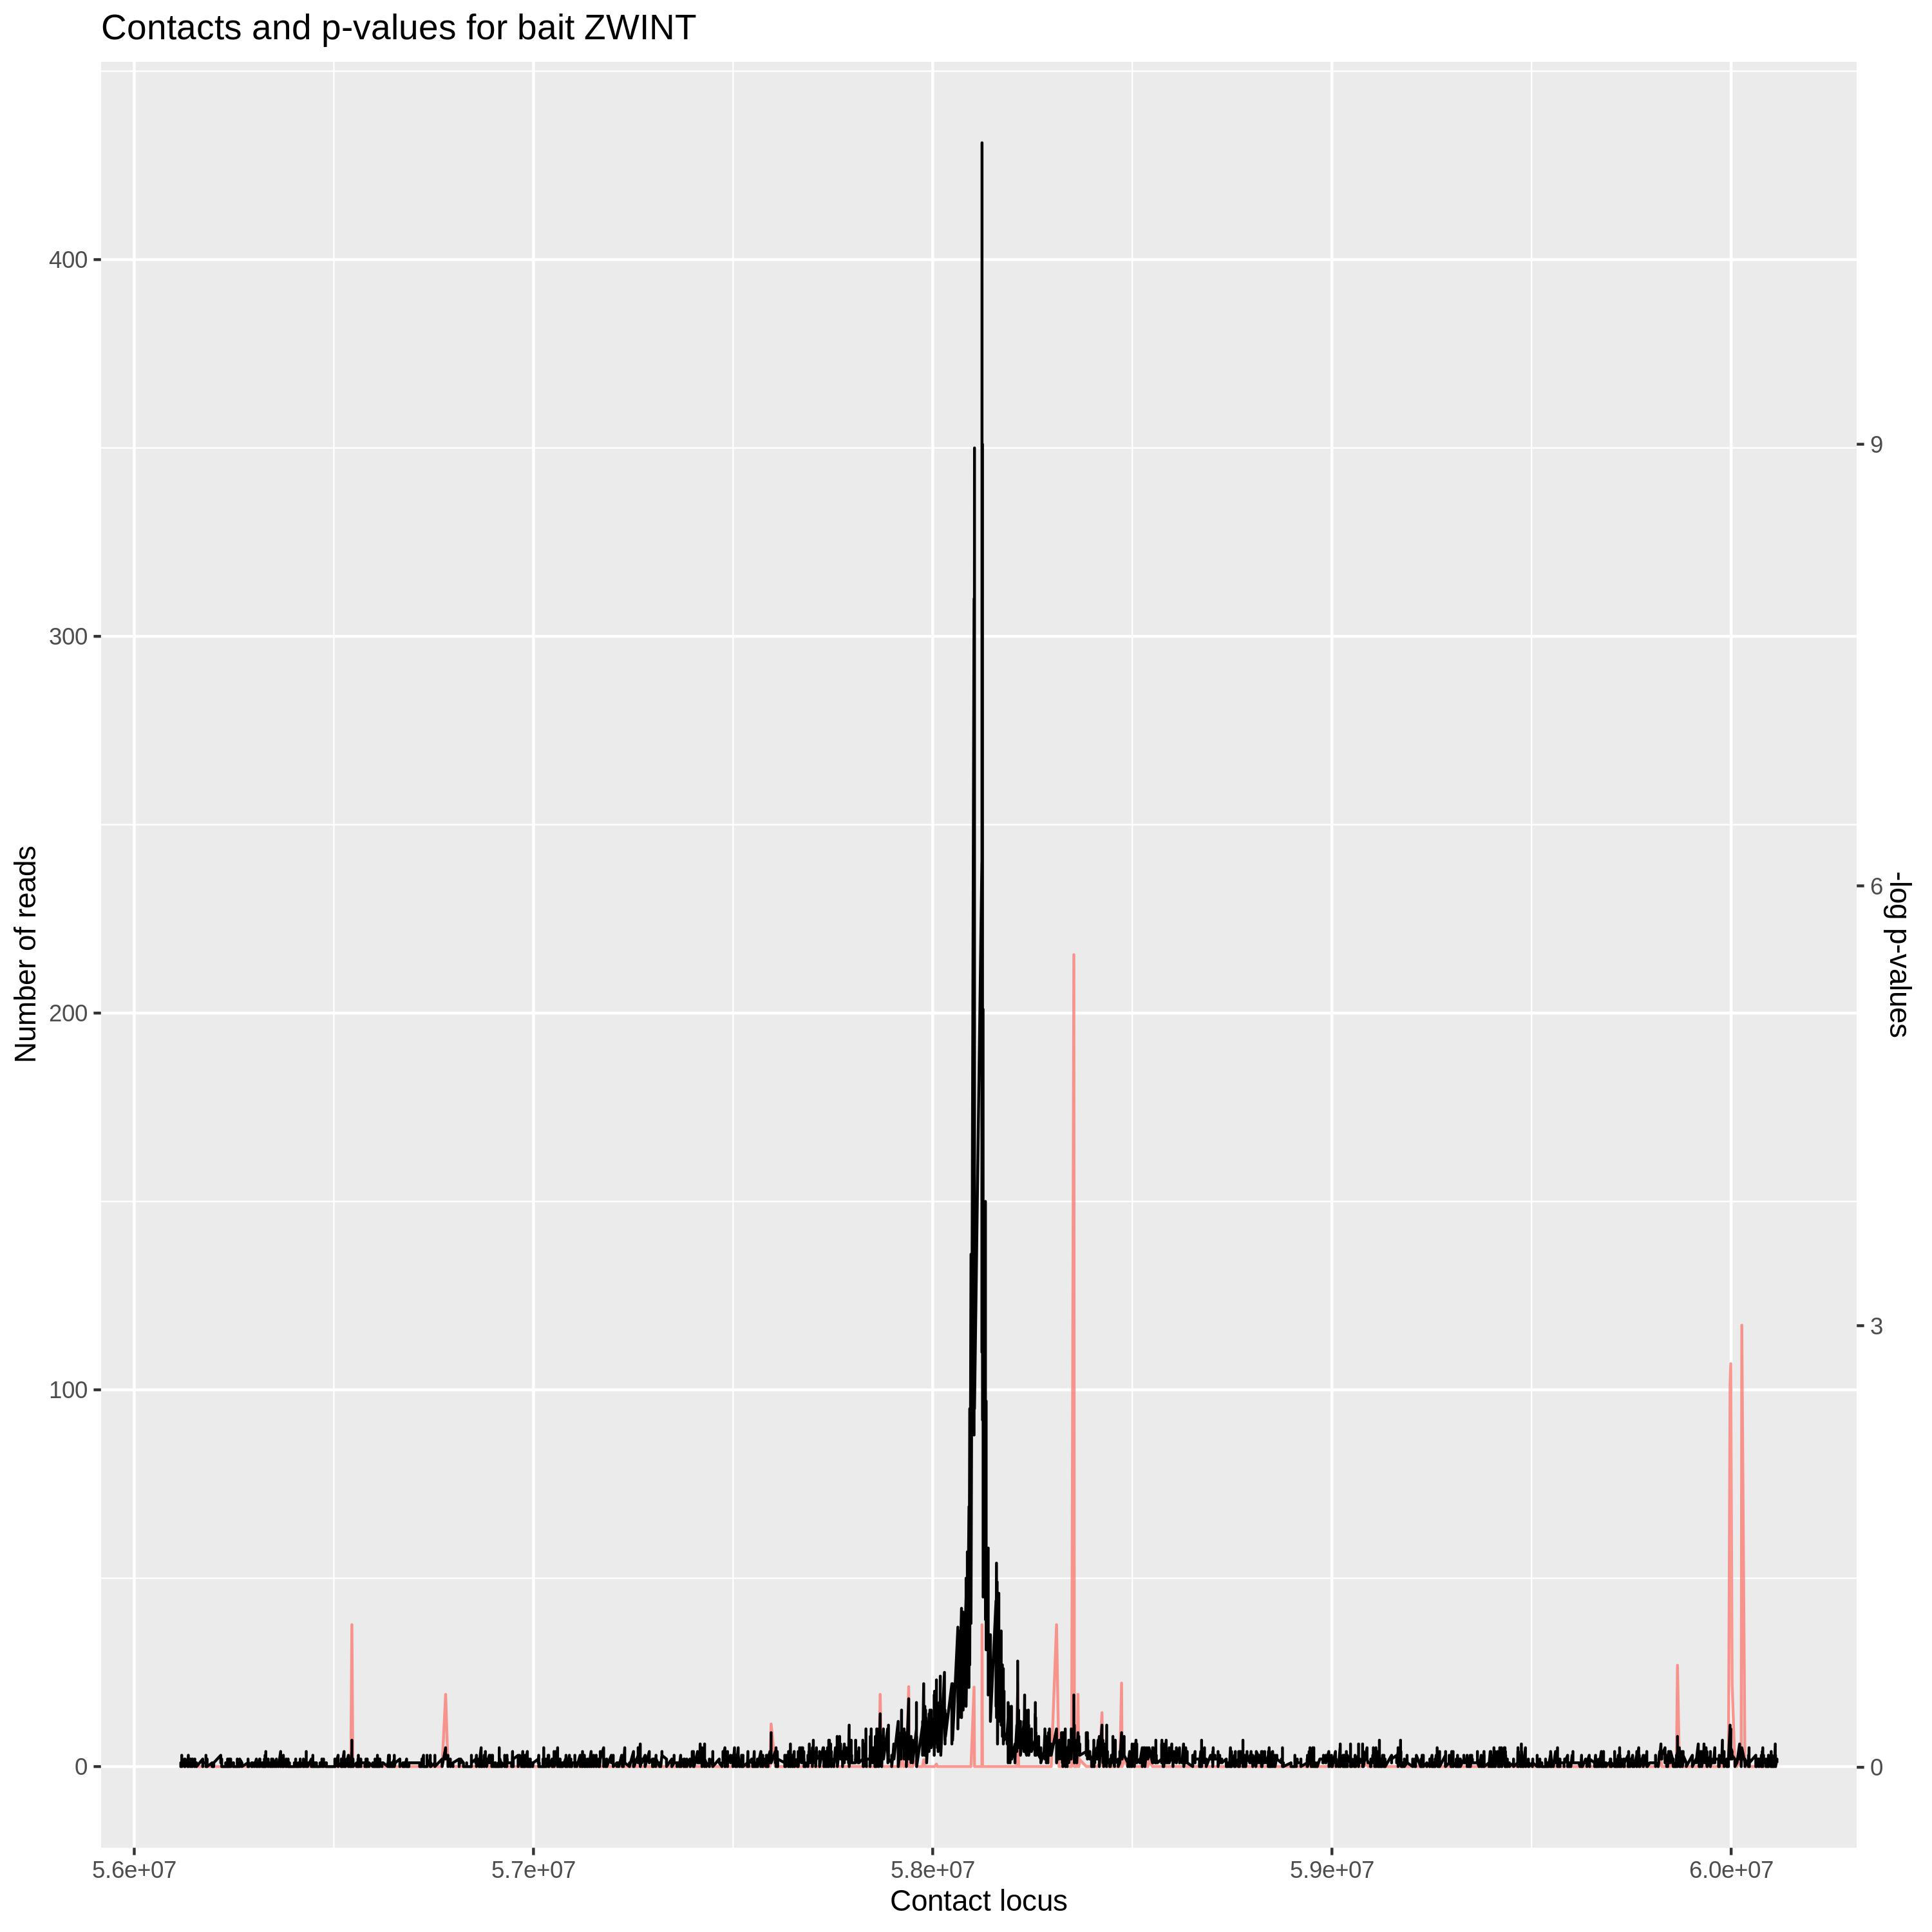 Contacts and p-values for bait ZWINT
400
300
200
100
0
Number of reads
9
6
3
0
-log p-values
5.6e+07
5.7e+07
5.8e+07
5.9e+07
6.0e+07
Contact locus